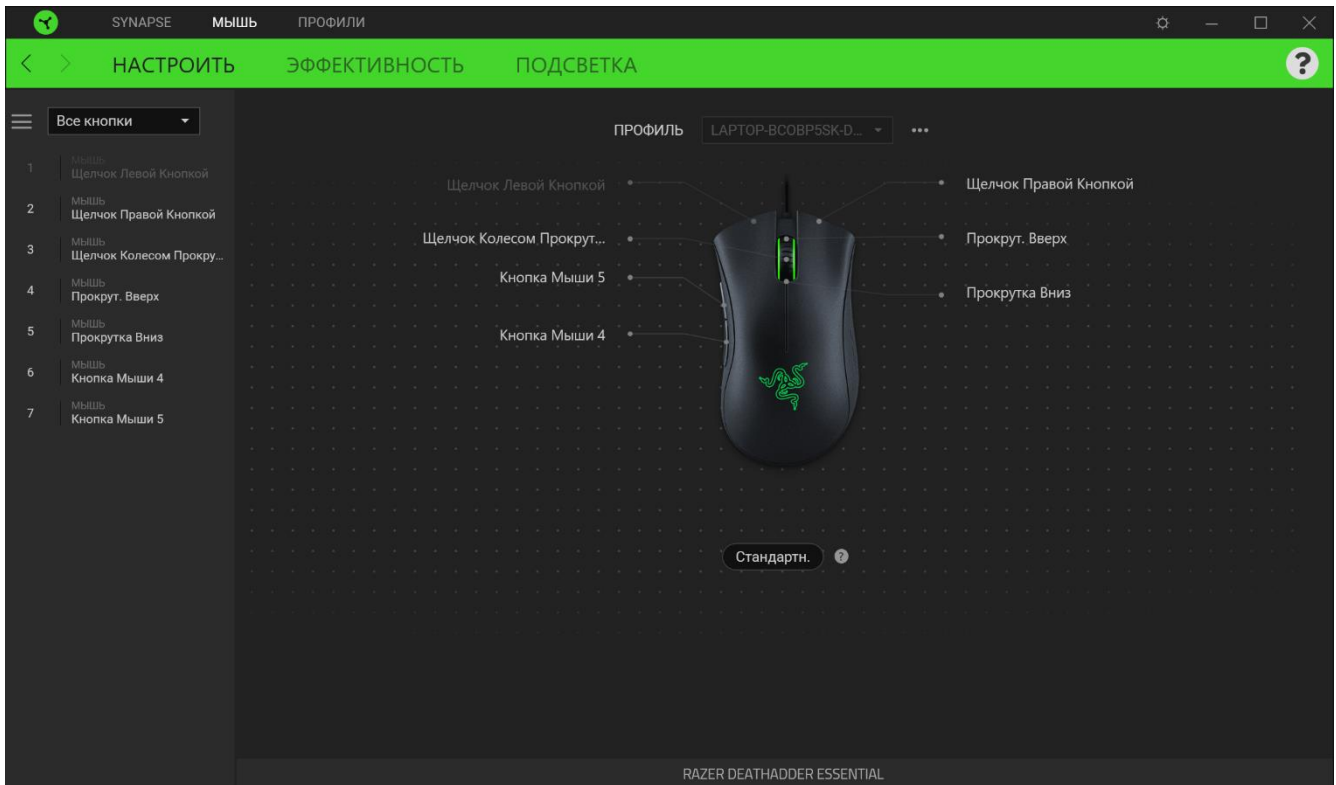 SYNAPSE МЫШЬ ПРОФИЛИ
НАСТРОИТЬ ЭФФЕКТИВНОСТЬ ПОДСВЕТКА ?
Все кнопки
1 МЫШЬ
Щелчок Левой Кнопкой
2 МЫШЬ
Щелчок Правой Кнопкой
3 МЫШЬ
Щелчок Колесом Прокру...
4 МЫШЬ
Прокрут. Вверх
5 МЫШЬ
Прокрутка Вниз
6 МЫШЬ
Кнопка Мыши 4
7 МЫШЬ
Кнопка Мыши 5
ПРОФИЛЬ LAPTOP-BCOBP5SK-D... •••
Щелчок Левой Кнопкой
Щелчок Колесом Прокрут...
Кнопка Мыши 5
Кнопка Мыши 4
Щелчок Правой Кнопкой
Прокрут. Вверх
Прокрутка Вниз
Стандартн. ?
RAZER DEATHADDER ESSENTIAL